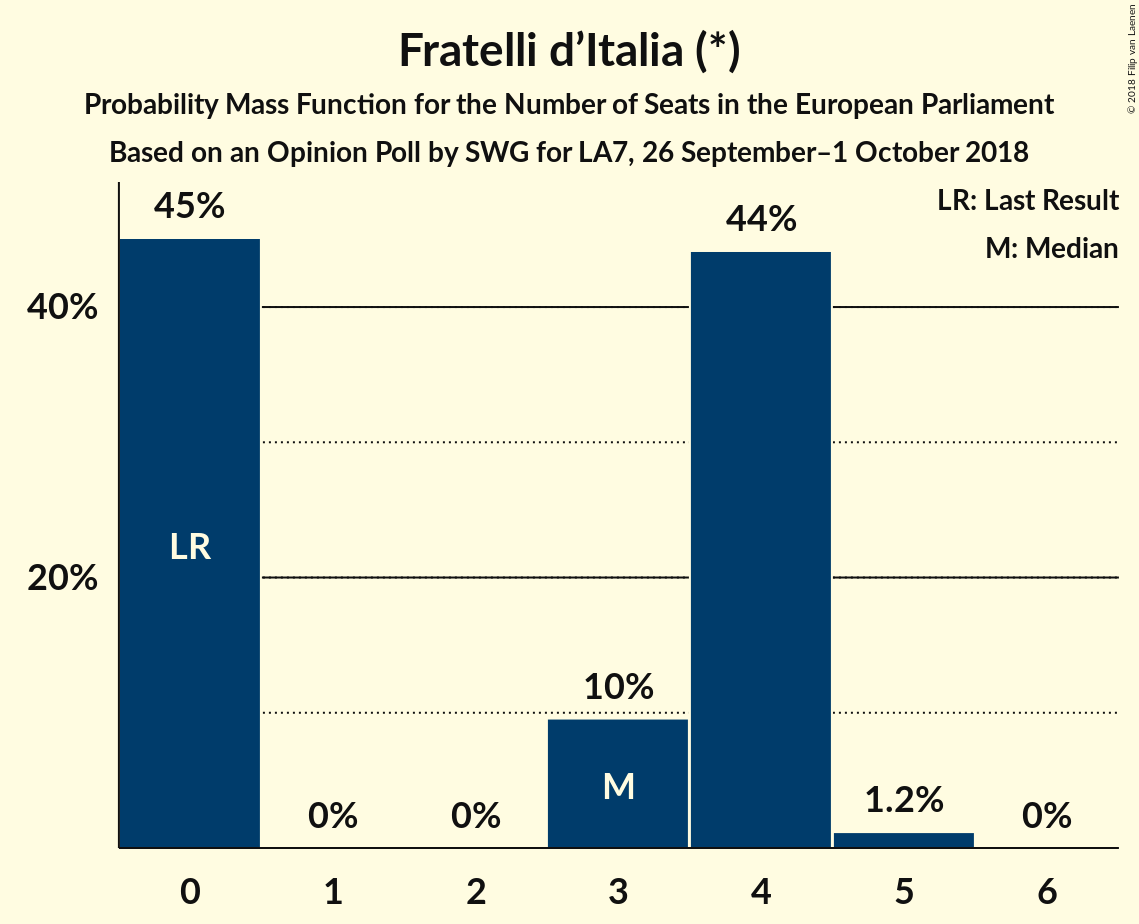 Fratelli d’Italia (*)
Probability Mass Function for the Number of Seats in the European Parliament
Based on an Opinion Poll by SWG for LA7, 26 September–1 October 2018
© 2018 Filip van Laenen
LR: Last Result
M: Median
45%
44%
40%
LR
20%
10%
M
0%
0%
1.2%
0%
0
1
2
3
4
5
6